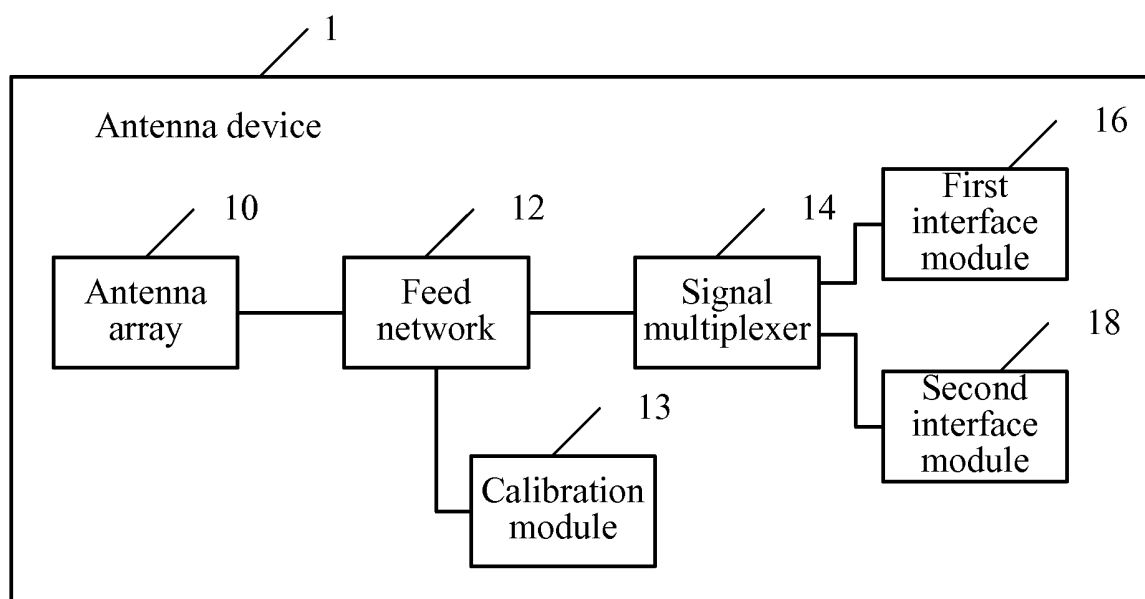 1
Antenna device
16
First
interface
module
10
12
14
Antenna
array
Feed
network
Signal
multiplexer
18
Second
interface
module
13
Calibration
module